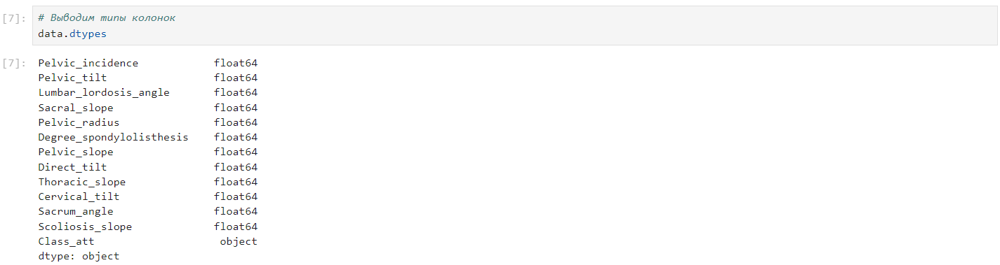 [7]: # Выводим типы колонок
data.dtypes
[7]: Pelvic_incidence float64
Pelvic_tilt float64
Lumbar_lordosis_angle float64
Sacral_slope float64
Pelvic_radius float64
Degree_spondylolisthesis float64
Pelvic_slope float64
Direct_tilt float64
Thoracic_slope float64
Cervical_tilt float64
Sacrum_angle float64
Scoliosis_slope float64
Class_att object
dtype: object